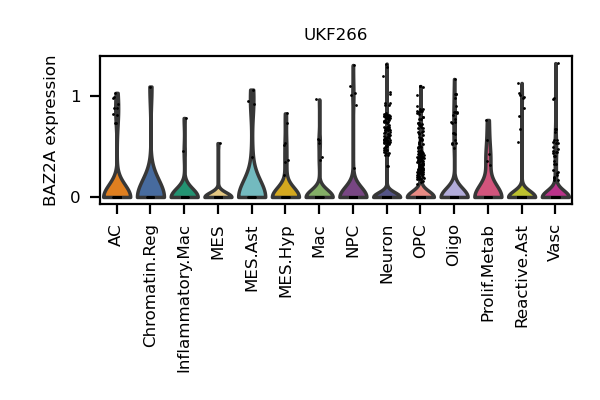 UKF266
BAZ2A expression
1
0
AC
Chromatin.Reg
Inflammatory.Mac
MES
MES.Ast
MES.Hyp
Mac
NPC
Neuron
OPC
Oligo
Prolif.Metab
Reactive.Ast
Vasc